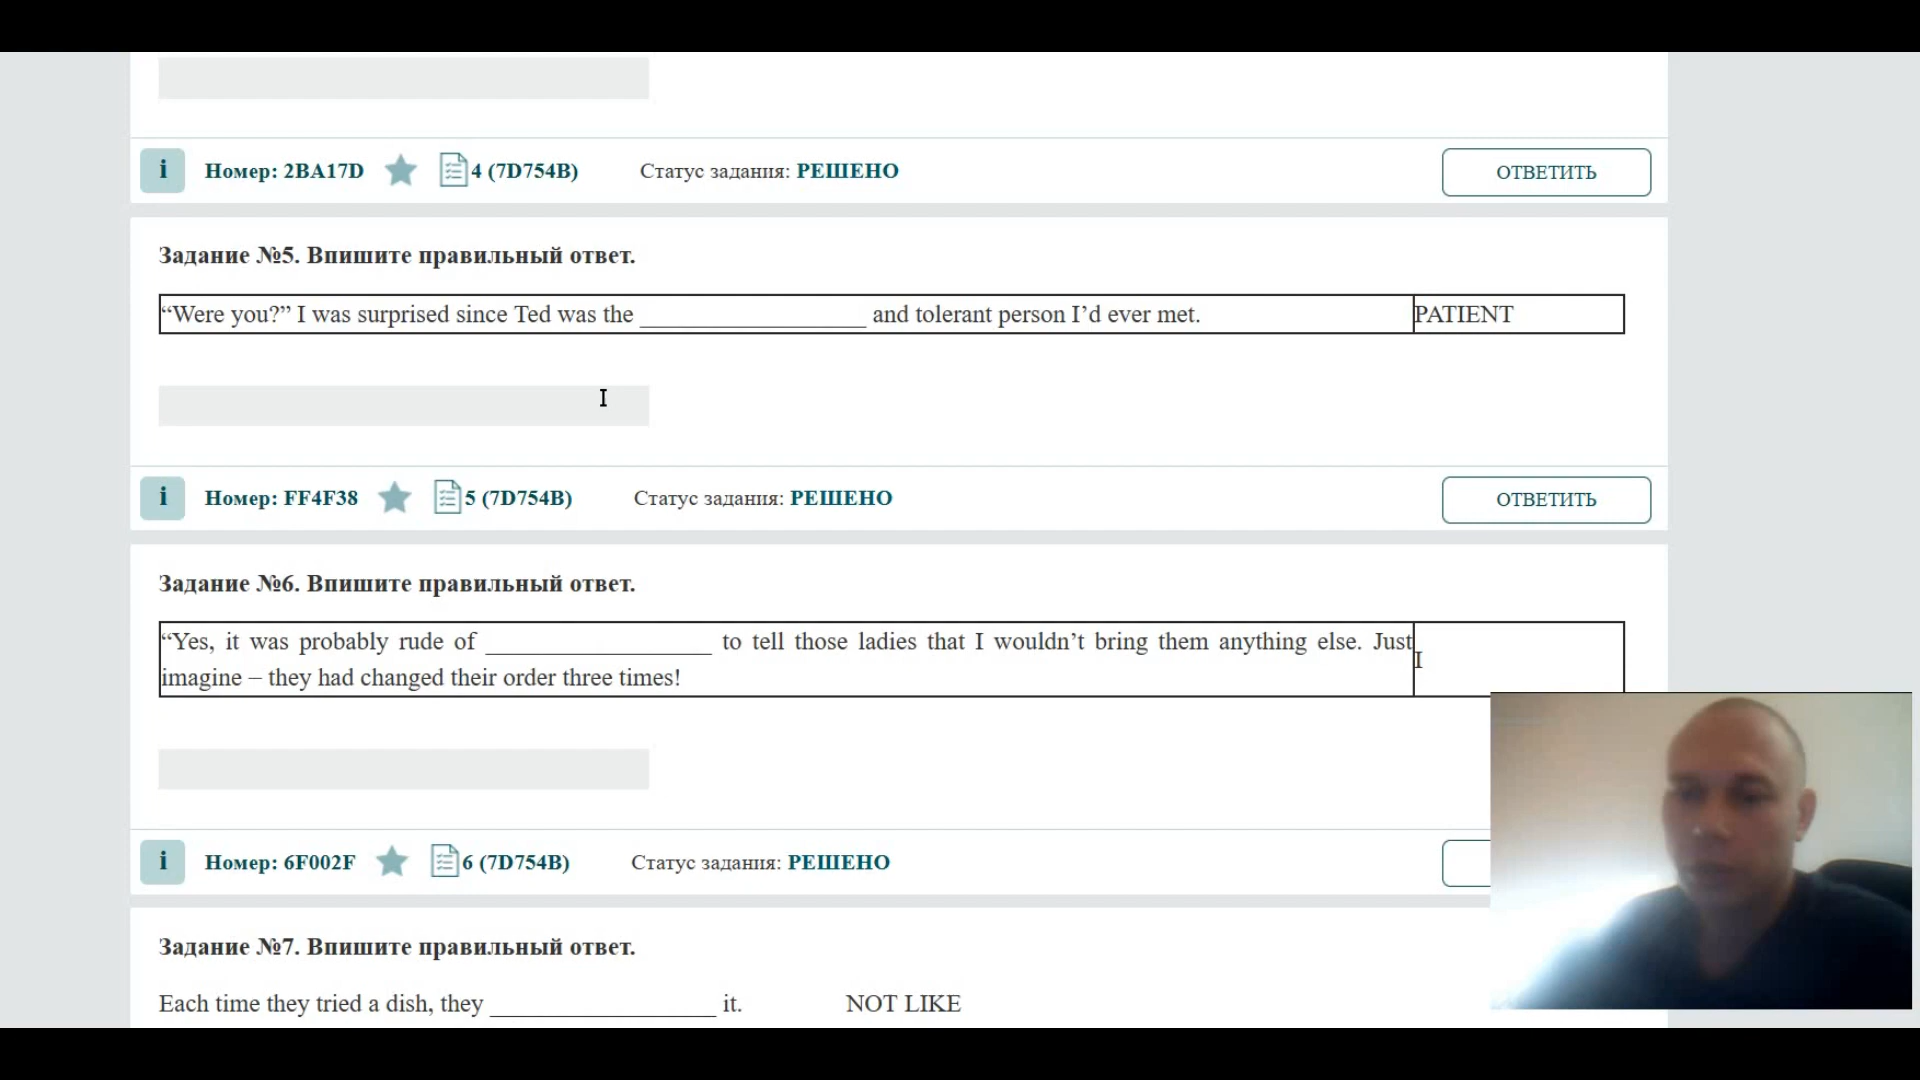 i Номер: 2BA17D 4 (7D754B) Статус задания: РЕШЕНО ОТВЕТИТЬ
Задание №5. Впишите правильный ответ.
“Were you?” I was surprised since Ted was the __________________ and tolerant person I’d ever met. PATIENT
i Номер: FF4F38 5 (7D754B) Статус задания: РЕШЕНО ОТВЕТИТЬ
Задание №6. Впишите правильный ответ.
“Yes, it was probably rude of __________________ to tell those ladies that I wouldn’t bring them anything else. Just
imagine – they had changed their order three times!
I
i Номер: 6F002F 6 (7D754B) Статус задания: РЕШЕНО
Задание №7. Впишите правильный ответ.
Each time they tried a dish, they __________________ it. NOT LIKE